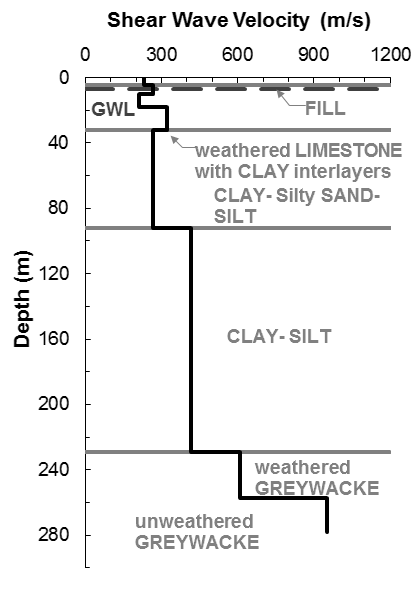 Shear Wave Velocity (m/s)
0 300 600 900 1200
0
GWL
FILL
40
weathered LIMESTONE
with CLAY interlayers
CLAY- Silty SAND-
SILT
80
Depth (m)
120
160
CLAY- SILT
200
240
weathered
GREYWACKE
unweathered
GREYWACKE
280